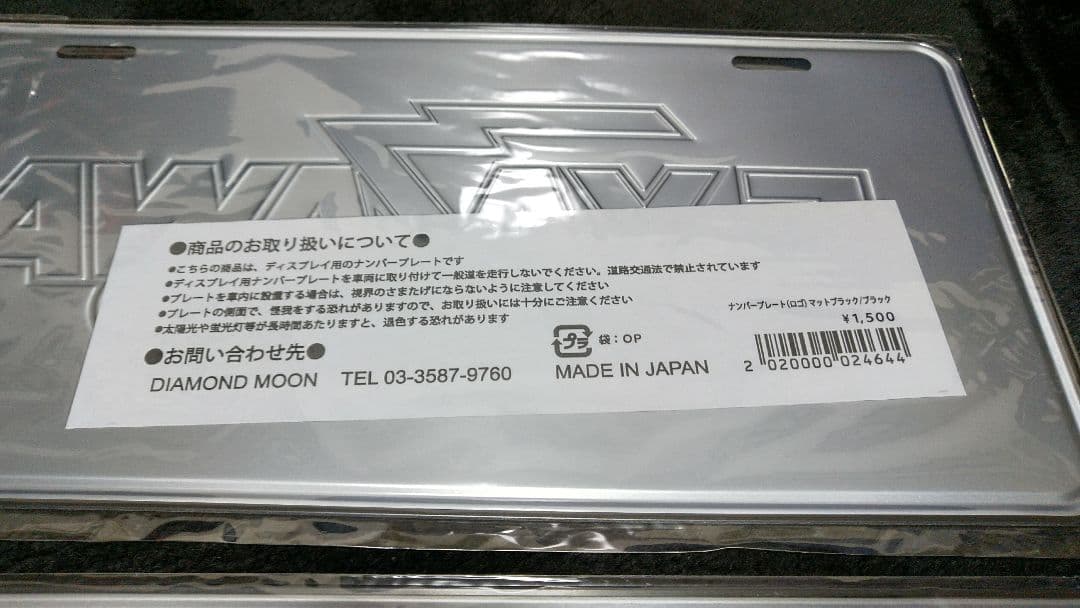 ●商品のお取り扱いについて●
●こちらの商品は、ディスプレイ用のナンバープレートです
●ディスプレイ用ナンバープレートを車両に取り付けて一般道を走行しないでください。道路交通法で禁止されています
●プレートを車内に設置する場合は、視界のさまたげにならないように注意してください
●プレートの側面で、怪我をする恐れがありますので、お取り扱いには十分にご注意ください
●太陽光や蛍光灯等が長時間あたりますと、退色する恐れがあります
●お問い合わせ先●
DIAMOND MOON TEL 03-3587-9760
プラ 袋:OP
MADE IN JAPAN
ナンバープレート(ロゴ)マットブラック/ブラック
¥1,500
2 020000 024644